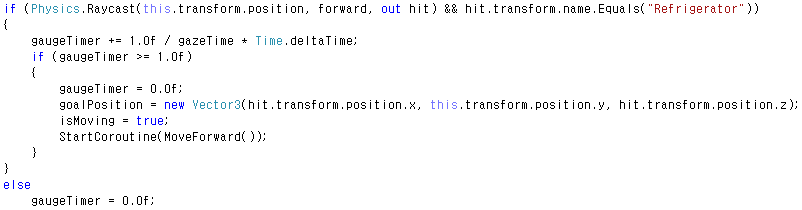 if (Physics.Raycast(this.transform.position, forward, out hit) && hit.transform.name.Equals("Refrigerator"))
{
    gaugeTimer += 1.0f / gazeTime * Time.deltaTime;
    if (gaugeTimer >= 1.0f)
    {
        gaugeTimer = 0.0f;
        goalPosition = new Vector3(hit.transform.position.x, this.transform.position.y, hit.transform.position.z);
        isMoving = true;
        StartCoroutine(MoveForward());
    }
}
else
    gaugeTimer = 0.0f;